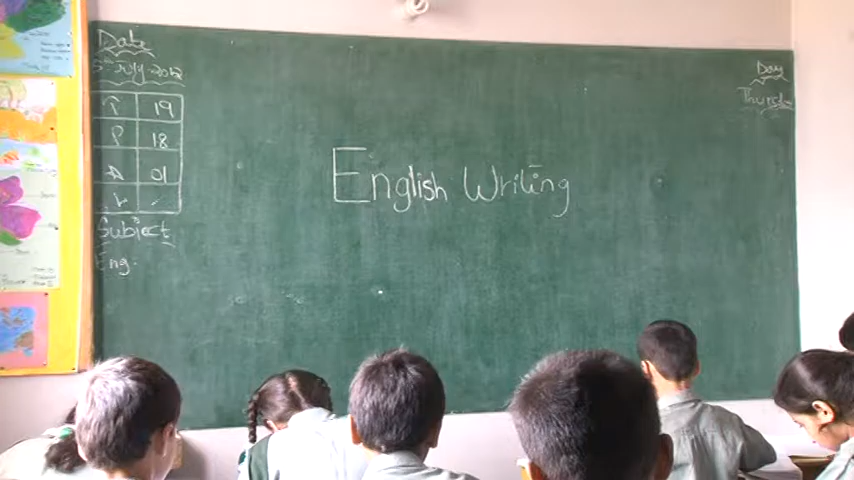 Date
5th July 2012
T 19
P 18
A 01
L
Subject
Eng.
English Writing
Day
Thursday